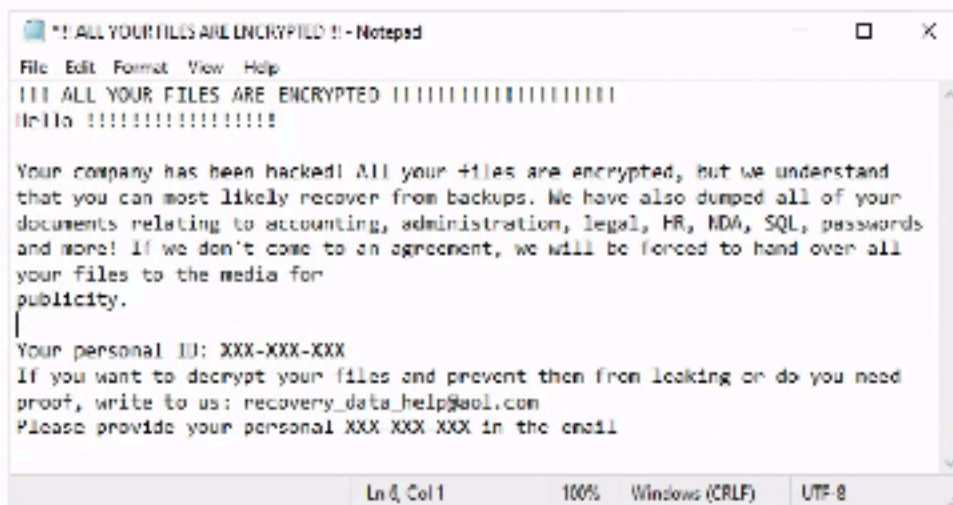 *!! ALL YOUR FILES ARE ENCRYPTED !! - Notepad
File Edit Format View Help
!!! ALL YOUR FILES ARE ENCRYPTED !!!!!!!!!!!!!!!!!!!!!
Hello !!!!!!!!!!!!!!!!!
Your company has been hacked! All your files are encrypted, but we understand
that you can most likely recover from backups. We have also dumped all of your
documents relating to accounting, administration, legal, HR, NDA, SQL, passwords
and more! If we don't come to an agreement, we will be forced to hand over all
your files to the media for
publicity.
Your personal ID: XXX-XXX-XXX
If you want to decrypt your files and prevent them from leaking or do you need
proof, write to us: recovery_data_help@aol.com
Please provide your personal XXX-XXX-XXX in the email
Ln 6, Col 1 100% Windows (CRLF) UTF-8